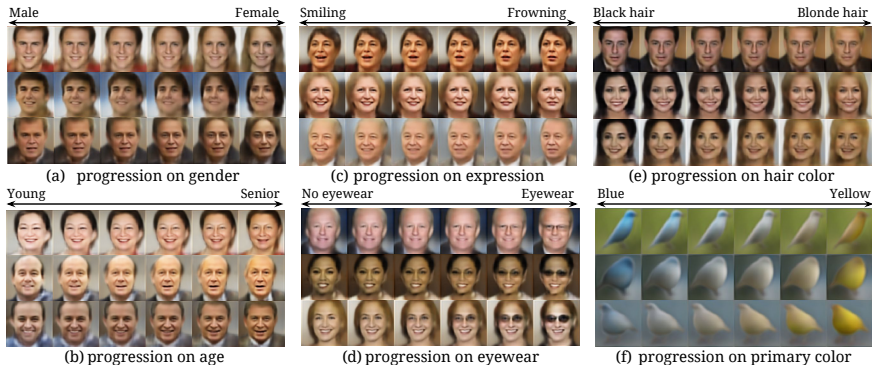 Male Female
(a) progression on gender
Smiling Frowning
(c) progression on expression
Black hair Blonde hair
(e) progression on hair color
Young Senior
(b) progression on age
No eyewear Eyewear
(d) progression on eyewear
Blue Yellow
(f) progression on primary color